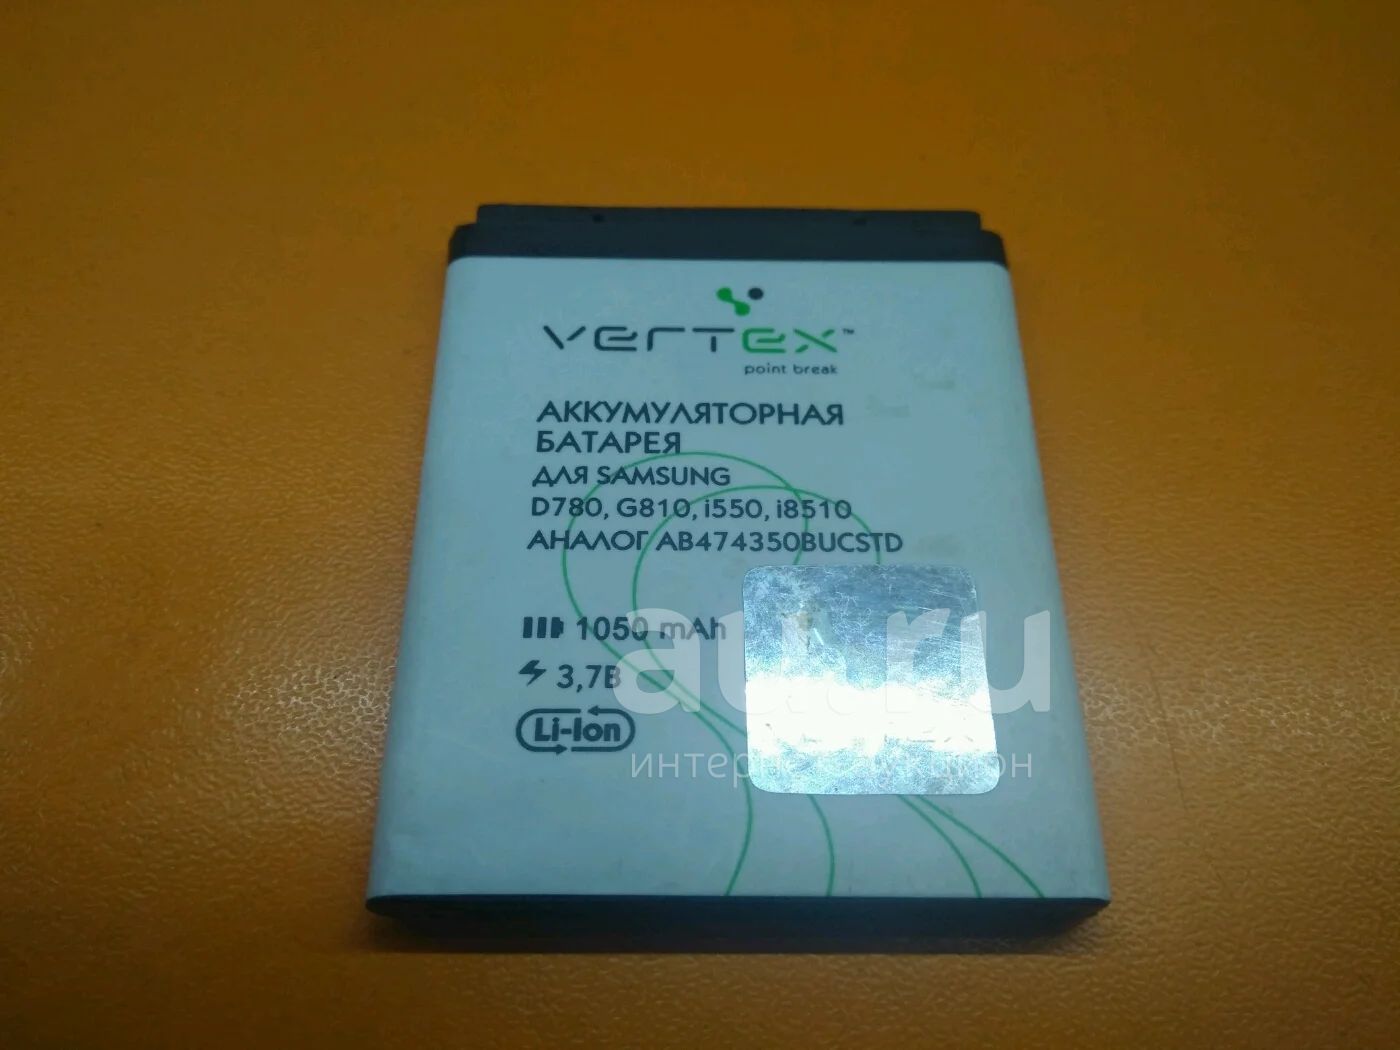 vertex™
point break
АККУМУЛЯТОРНАЯ
БАТАРЕЯ
ДЛЯ SAMSUNG
D780, G810, i550, i8510
АНАЛОГ AB474350BUCSTD
1050 mAh
3,7В
Li-Ion
au.ru
интернет-аукцион